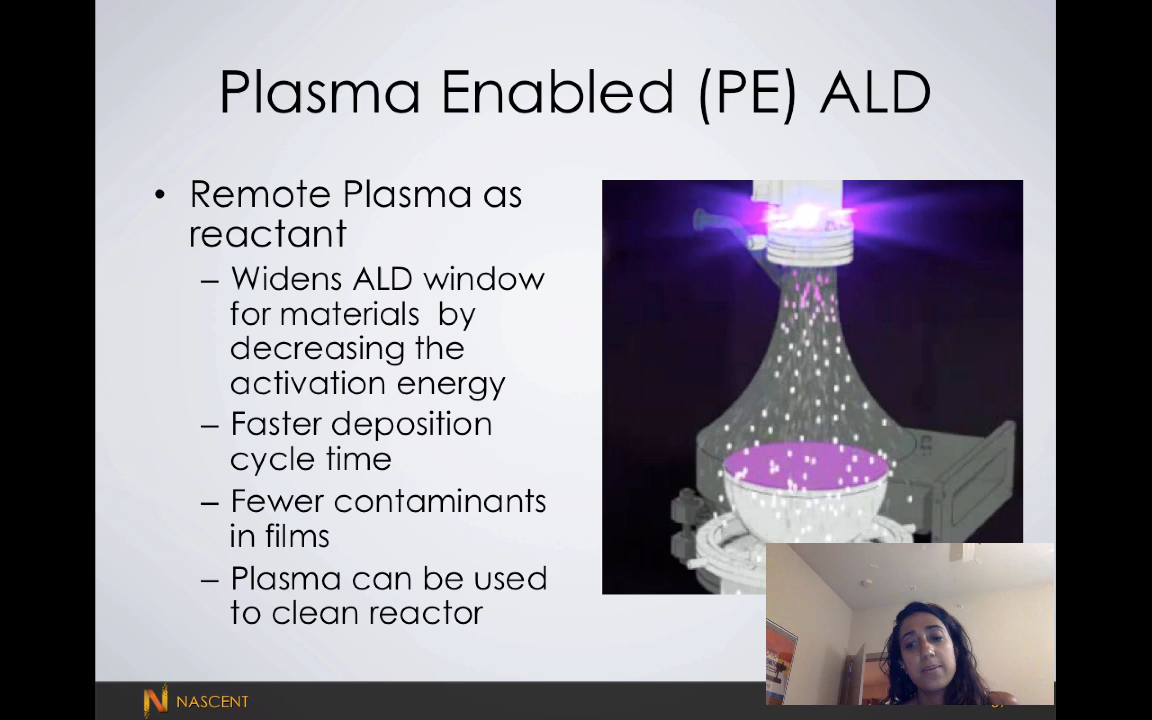 Plasma Enabled (PE) ALD
• Remote Plasma as
reactant
– Widens ALD window
for materials by
decreasing the
activation energy
– Faster deposition
cycle time
– Fewer contaminants
in films
– Plasma can be used
to clean reactor
NASCENT